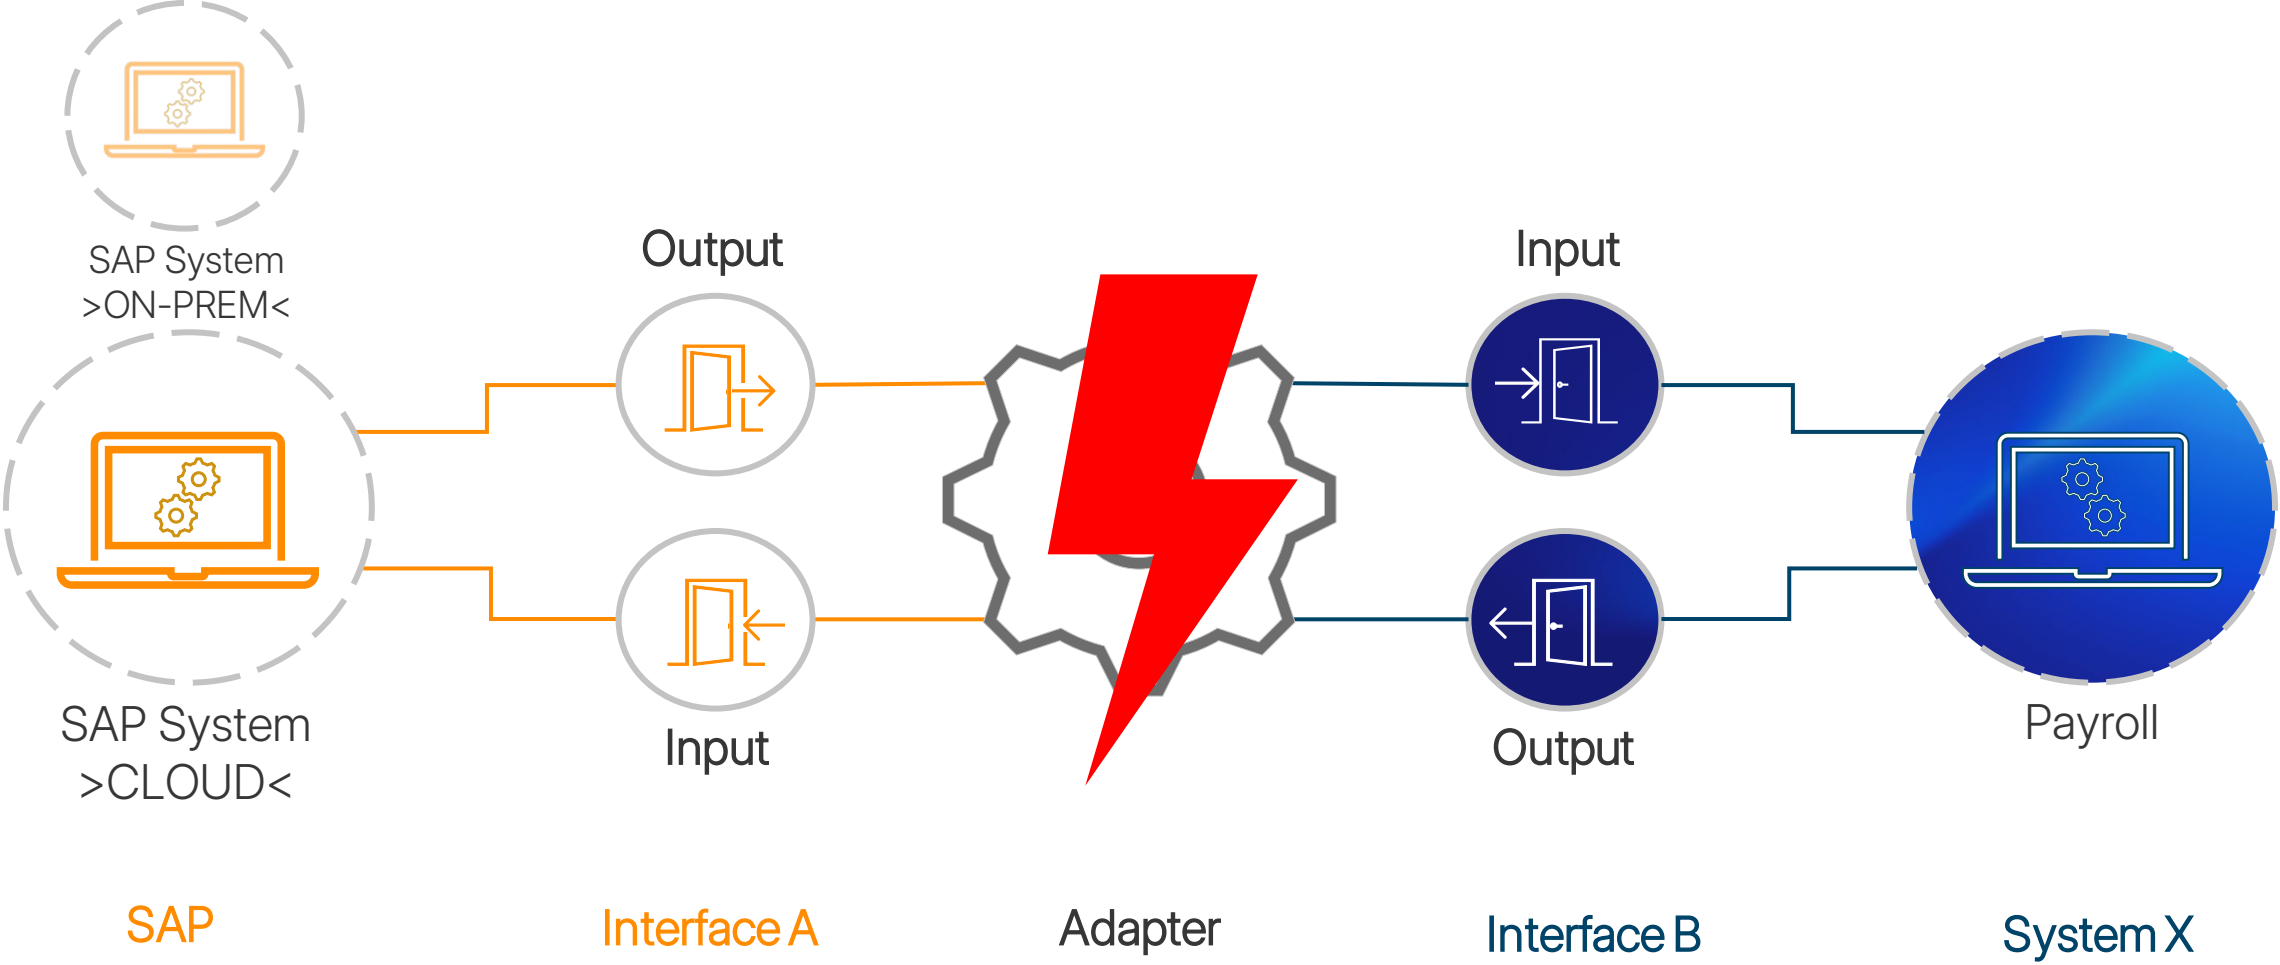 SAP System
>ON-PREM<
Output
Input
SAP System
>CLOUD<
Input
Output
Payroll
SAP
Interface A
Adapter
Interface B
System X